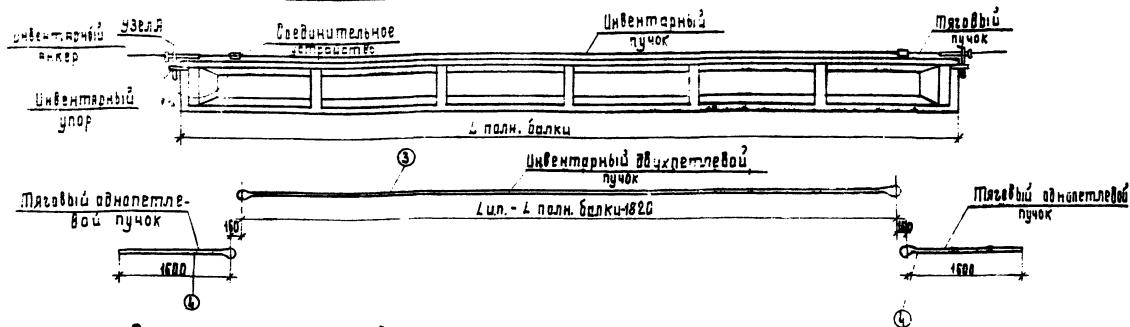 Инвентарный
анкер
Узел А
Соединительное
устройство
Инвентарный
пучок
Тяговый
пучок
Инвентарный
упор
L полн. балки
3
Инвентарный двухпетлевой
пучок
Тяговый однопетле-
вой пучок
L и.п. - L полн. балки-1820
Тяговый однопетлевой
пучок
160
160
1600
1600
4
4